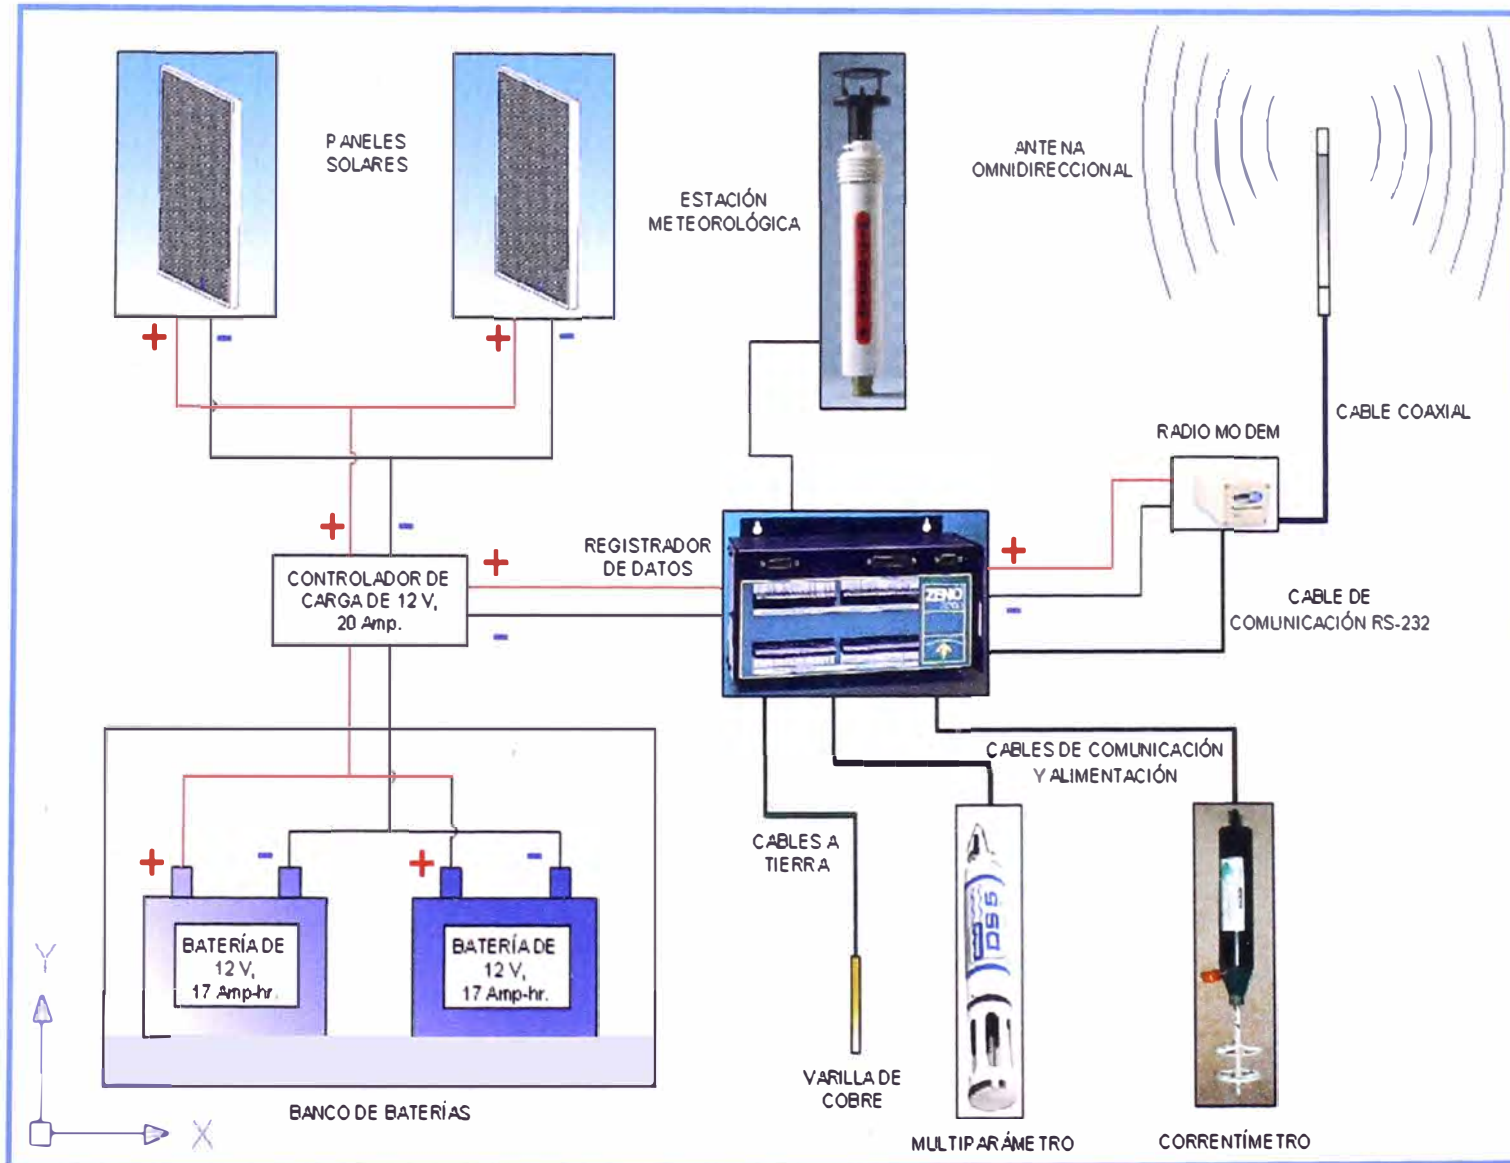 PANELES
SOLARES
ESTACIÓN
METEOROLÓGICA
ANTENA
OMNIDIRECCIONAL
+
-
+
-
CABLE COAXIAL
RADIO MODEM
+
-
REGISTRADOR
DE DATOS
+
-
+
-
CONTROLADOR DE
CARGA DE 12 V,
20 Amp.
ZENO
CABLE DE
COMUNICACIÓN RS-232
CABLES DE COMUNICACIÓN
Y ALIMENTACIÓN
CABLES A
TIERRA
+
-
+
-
BATERÍA DE
12 V,
17 Amp-hr.
BATERÍA DE
12 V,
17 Amp-hr.
DS5
Y
X
BANCO DE BATERÍAS
VARILLA DE
COBRE
MULTIPARÁMETRO
CORRENTÍMETRO